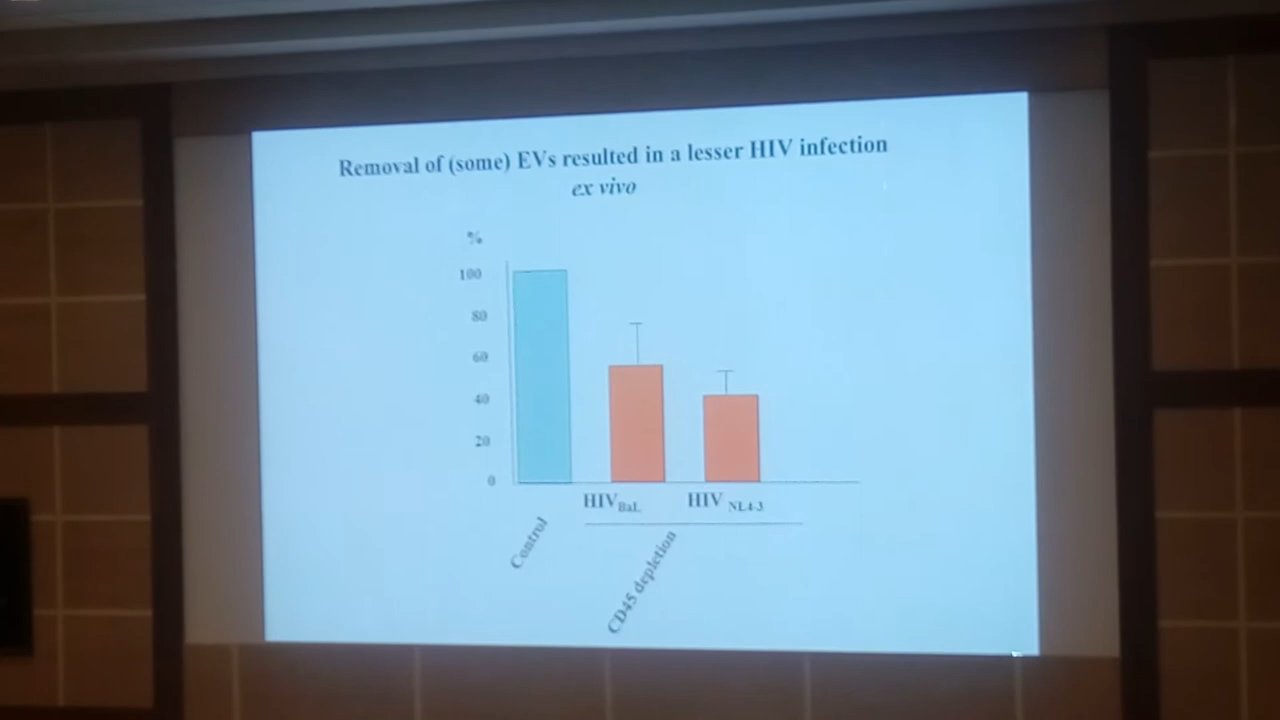 Removal of (some) EVs resulted in a lesser HIV infection
ex vivo
%
100
80
60
40
20
0
HIV BaL
HIV NL4-3
Control
CD45 depletion